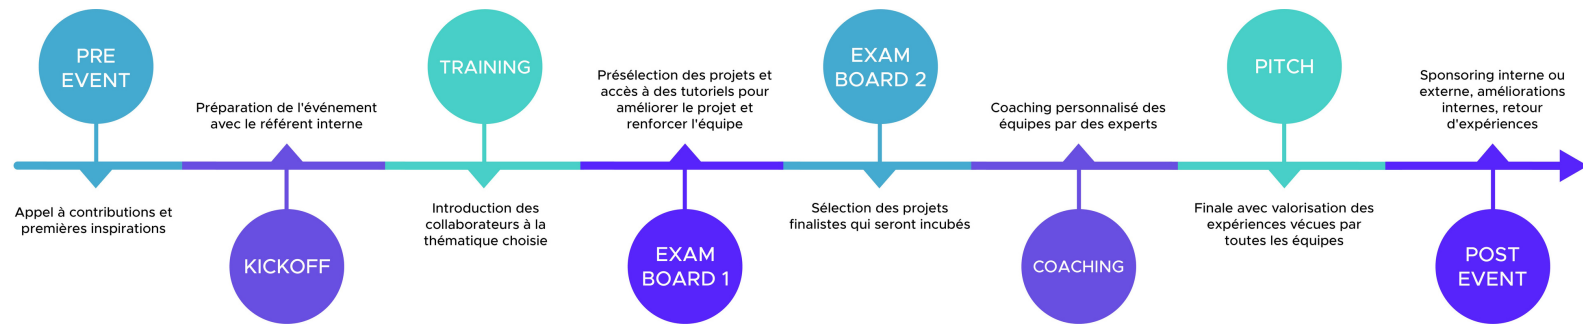 PRE
EVENT
Appel à contributions et
premières inspirations
Préparation de l'événement
avec le référent interne
KICKOFF
TRAINING
Introduction des
collaborateurs à la
thématique choisie
Présélection des projets et
accès à des tutoriels pour
améliorer le projet et
renforcer l'équipe
EXAM
BOARD 1
EXAM
BOARD 2
Sélection des projets
finalistes qui seront incubés
Coaching personnalisé des
équipes par des experts
COACHING
PITCH
Finale avec valorisation des
expériences vécues par
toutes les équipes
Sponsoring interne ou
externe, améliorations
internes, retour
d'expériences
POST
EVENT